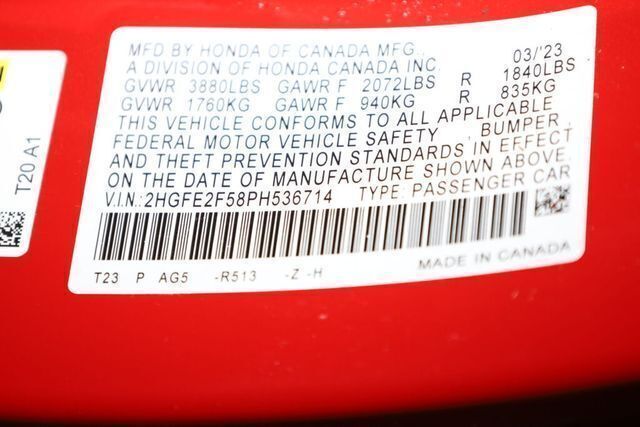 MFD BY HONDA OF CANADA MFG., 03/'23
A DIVISION OF HONDA CANADA INC
GVWR 3880LBS GAWR F 2072LBS R 1840LBS
GVWR 1760KG GAWR F 940KG R 835KG
THIS VEHICLE CONFORMS TO ALL APPLICABLE
FEDERAL MOTOR VEHICLE SAFETY, BUMPER,
AND THEFT PREVENTION STANDARDS IN EFFECT
ON THE DATE OF MANUFACTURE SHOWN ABOVE.
V.I.N.:2HGFE2F58PH536714 TYPE: PASSENGER CAR
T23 P AG5 -R513 -Z -H MADE IN CANADA
T20 A1